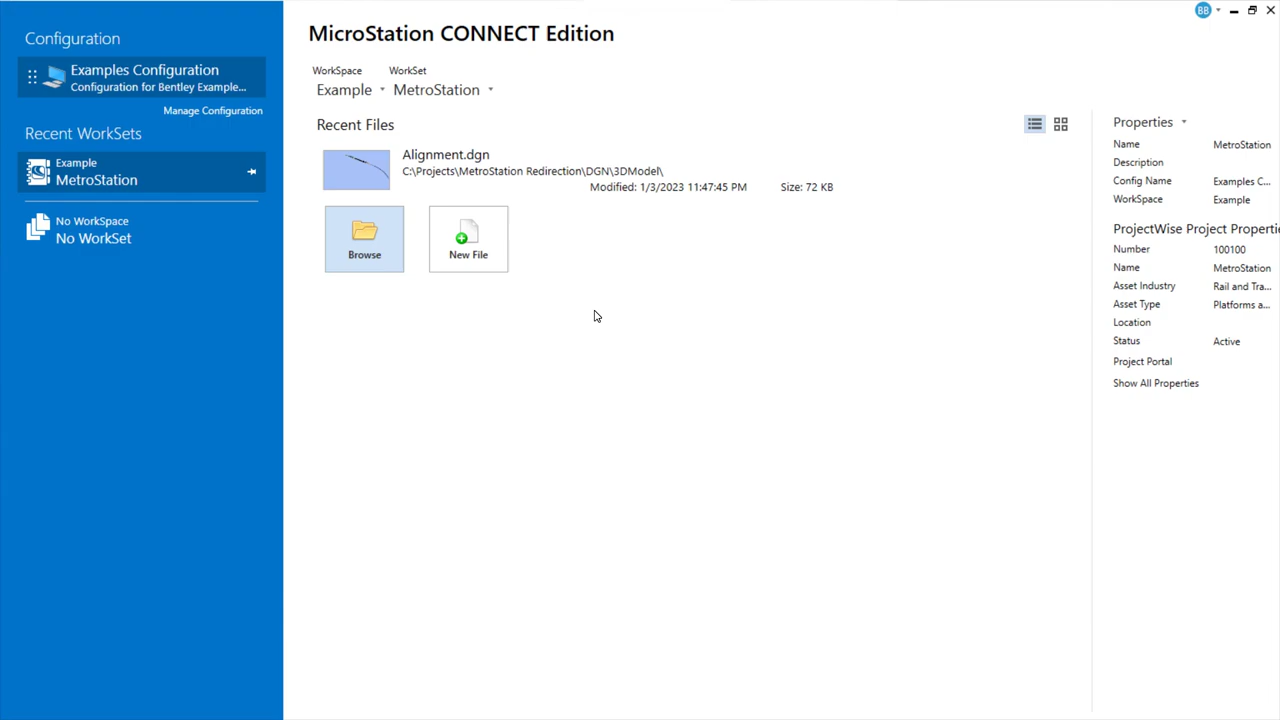 BB
Configuration
Examples Configuration
Configuration for Bentley Example...
Manage Configuration
Recent WorkSets
Example
MetroStation
No WorkSpace
No WorkSet
MicroStation CONNECT Edition
WorkSpace WorkSet
Example MetroStation
Recent Files
Alignment.dgn
C:\Projects\MetroStation Redirection\DGN\3DModel\
Modified: 1/3/2023 11:47:45 PM Size: 72 KB
Browse
New File
Properties
Name MetroStation
Description
Config Name Examples C...
WorkSpace Example
ProjectWise Project Properti
Number 100100
Name MetroStation
Asset Industry Rail and Tra...
Asset Type Platforms a...
Location
Status Active
Project Portal
Show All Properties